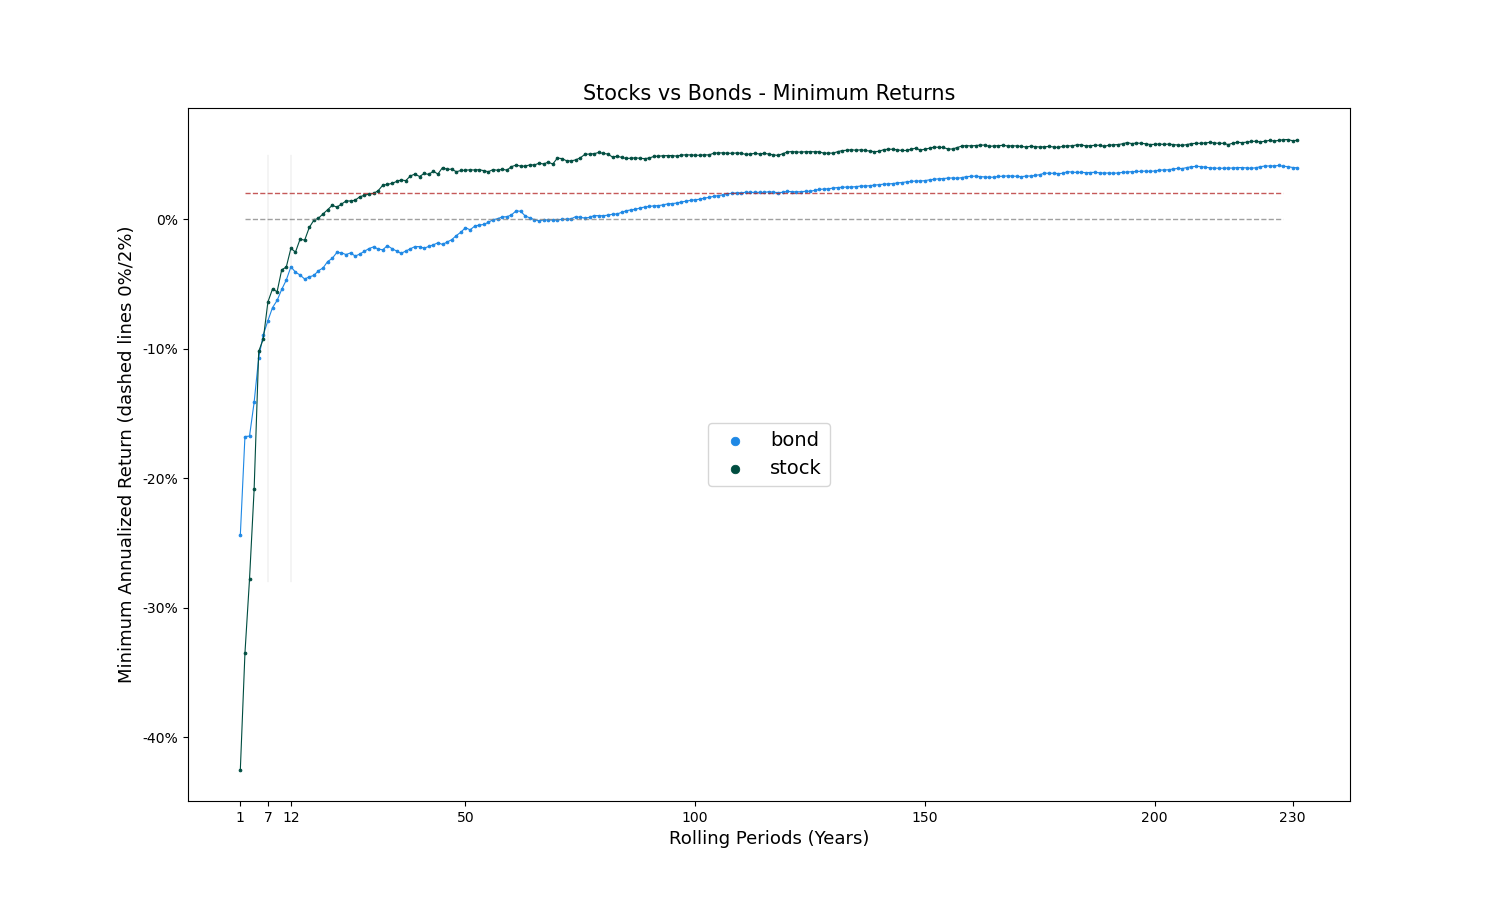 Stocks vs Bonds - Minimum Returns
Minimum Annualized Return (dashed lines 0%/2%)
0%
-10%
-20%
-30%
-40%
bond
stock
1 7 12 50 100 150 200 230
Rolling Periods (Years)